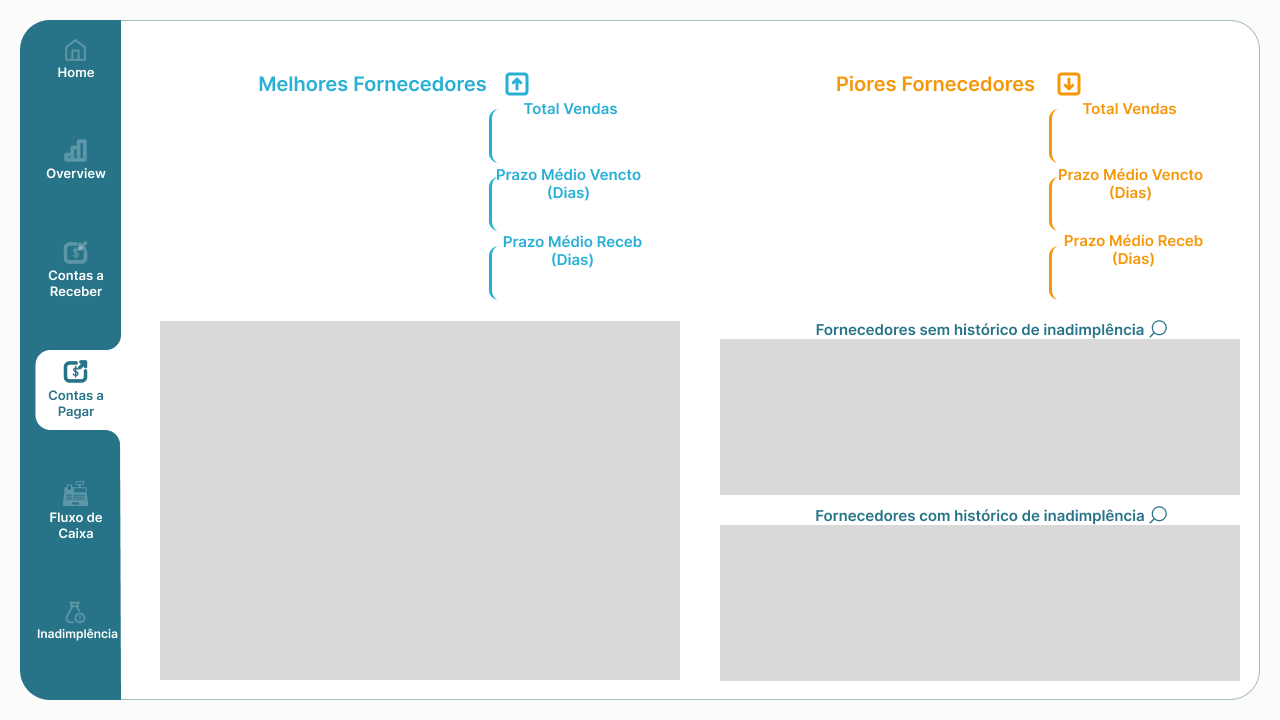 Home
Overview
Contas a
Receber
Contas a
Pagar
Fluxo de
Caixa
Inadimplência
Melhores Fornecedores
Total Vendas
Prazo Médio Vencto
(Dias)
Prazo Médio Receb
(Dias)
Piores Fornecedores
Total Vendas
Prazo Médio Vencto
(Dias)
Prazo Médio Receb
(Dias)
Fornecedores sem histórico de inadimplência
Fornecedores com histórico de inadimplência